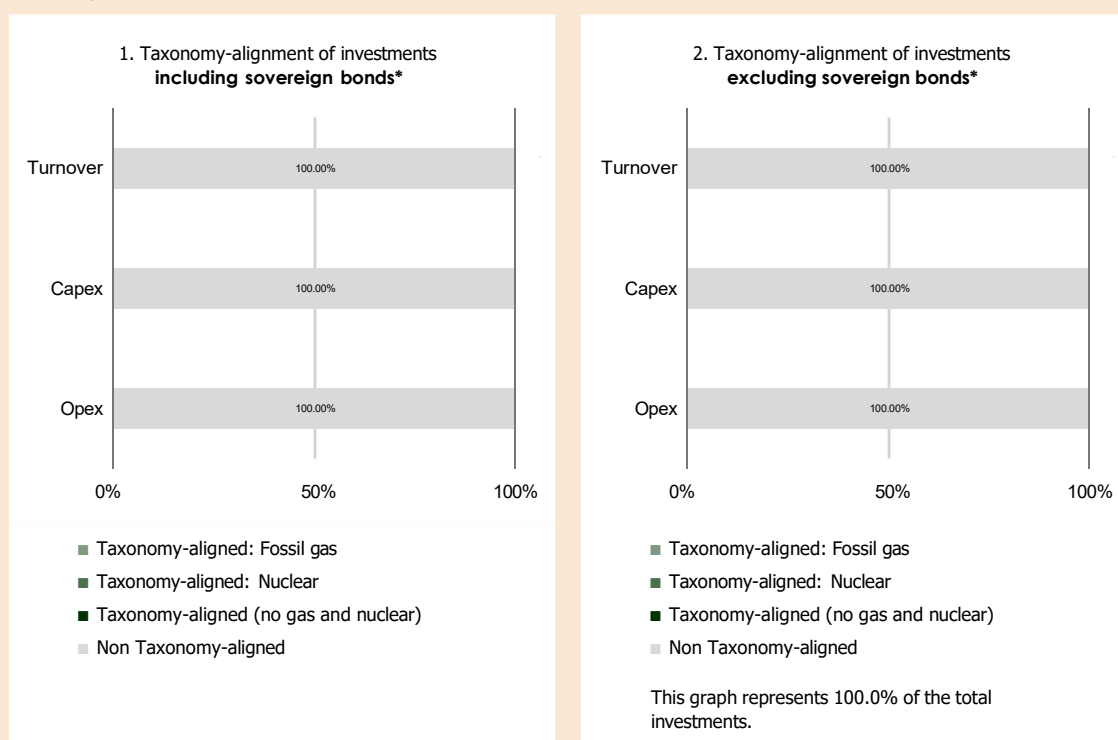 1. Taxonomy-alignment of investments
including sovereign bonds*
Turnover
100.00%
Capex
100.00%
Opex
100.00%
0%
50%
100%
Taxonomy-aligned: Fossil gas
Taxonomy-aligned: Nuclear
Taxonomy-aligned (no gas and nuclear)
Non Taxonomy-aligned
2. Taxonomy-alignment of investments
excluding sovereign bonds*
Turnover
100.00%
Capex
100.00%
Opex
100.00%
0%
50%
100%
Taxonomy-aligned: Fossil gas
Taxonomy-aligned: Nuclear
Taxonomy-aligned (no gas and nuclear)
Non Taxonomy-aligned
This graph represents 100.0% of the total
investments.